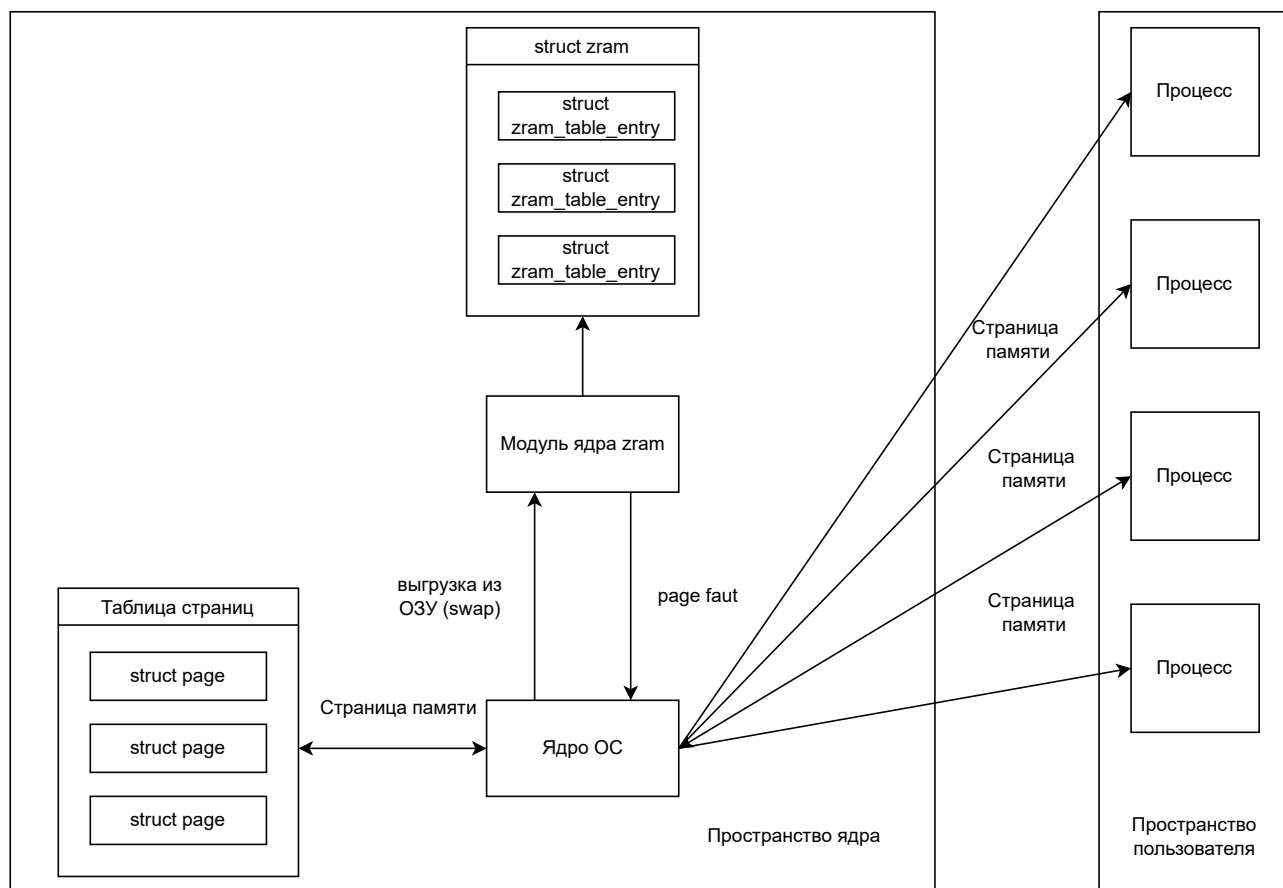 struct zram
struct
zram_table_entry
struct
zram_table_entry
struct
zram_table_entry
Модуль ядра zram
выгрузка из
ОЗУ (swap)
page faut
Таблица страниц
struct page
struct page
struct page
Страница памяти
Ядро ОС
Пространство ядра
Страница
памяти
Страница
памяти
Страница
памяти
Процесс
Процесс
Процесс
Процесс
Пространство
пользователя